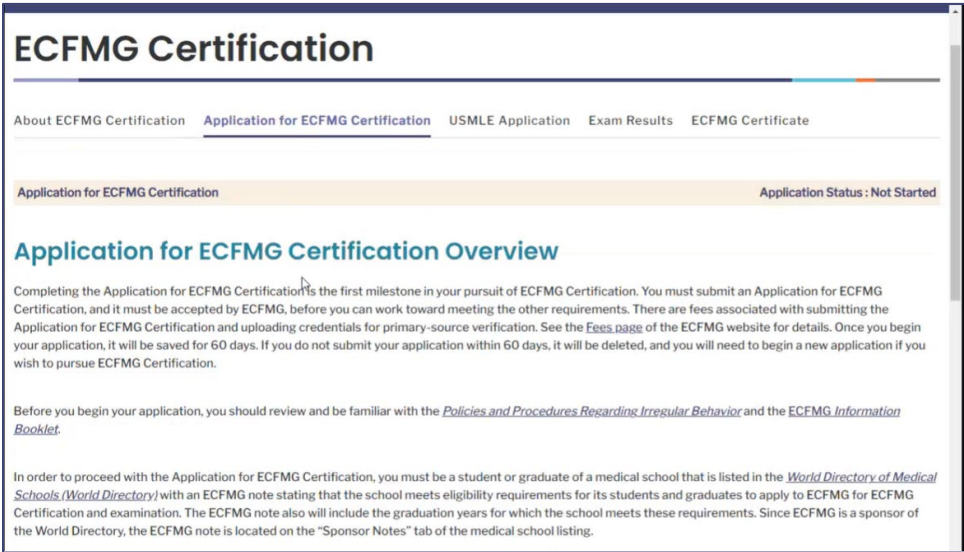 ECFMG Certification
About ECFMG Certification Application for ECFMG Certification USMLE Application Exam Results ECFMG Certificate
Application for ECFMG Certification Application Status : Not Started
Application for ECFMG Certification Overview
Completing the Application for ECFMG Certification is the first milestone in your pursuit of ECFMG Certification. You must submit an Application for ECFMG
Certification, and it must be accepted by ECFMG, before you can work toward meeting the other requirements. There are fees associated with submitting the
Application for ECFMG Certification and uploading credentials for primary-source verification. See the Fees page of the ECFMG website for details. Once you begin
your application, it will be saved for 60 days. If you do not submit your application within 60 days, it will be deleted, and you will need to begin a new application if you
wish to pursue ECFMG Certification.
Before you begin your application, you should review and be familiar with the Policies and Procedures Regarding Irregular Behavior and the ECFMG Information
Booklet.
In order to proceed with the Application for ECFMG Certification, you must be a student or graduate of a medical school that is listed in the World Directory of Medical
Schools (World Directory) with an ECFMG note stating that the school meets eligibility requirements for its students and graduates to apply to ECFMG for ECFMG
Certification and examination. The ECFMG note also will include the graduation years for which the school meets these requirements. Since ECFMG is a sponsor of
the World Directory, the ECFMG note is located on the “Sponsor Notes” tab of the medical school listing.